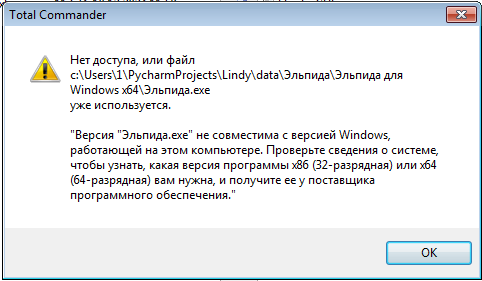 Total Commander
Нет доступа, или файл
c:\Users\1\PycharmProjects\Lindy\data\Эльпида\Эльпида для
Windows x64\Эльпида.exe
уже используется.
"Версия "Эльпида.exe" не совместима с версией Windows,
работающей на этом компьютере. Проверьте сведения о системе,
чтобы узнать, какая версия программы x86 (32-разрядная) или x64
(64-разрядная) вам нужна, и получите ее у поставщика
программного обеспечения."
OK